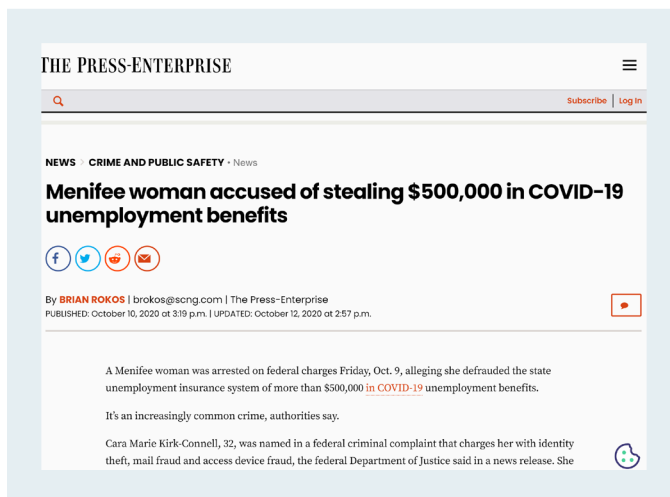 THE PRESS-ENTERPRISE
Subscribe | Log In
NEWS > CRIME AND PUBLIC SAFETY • News
Menifee woman accused of stealing $500,000 in COVID-19
unemployment benefits
By BRIAN ROKOS | brokos@scng.com | The Press-Enterprise
PUBLISHED: October 10, 2020 at 3:19 p.m. | UPDATED: October 12, 2020 at 2:57 p.m.
A Menifee woman was arrested on federal charges Friday, Oct. 9, alleging she defrauded the state
unemployment insurance system of more than $500,000 in COVID-19 unemployment benefits.
It's an increasingly common crime, authorities say.
Cara Marie Kirk-Connell, 32, was named in a federal criminal complaint that charges her with identity
theft, mail fraud and access device fraud, the federal Department of Justice said in a news release. She